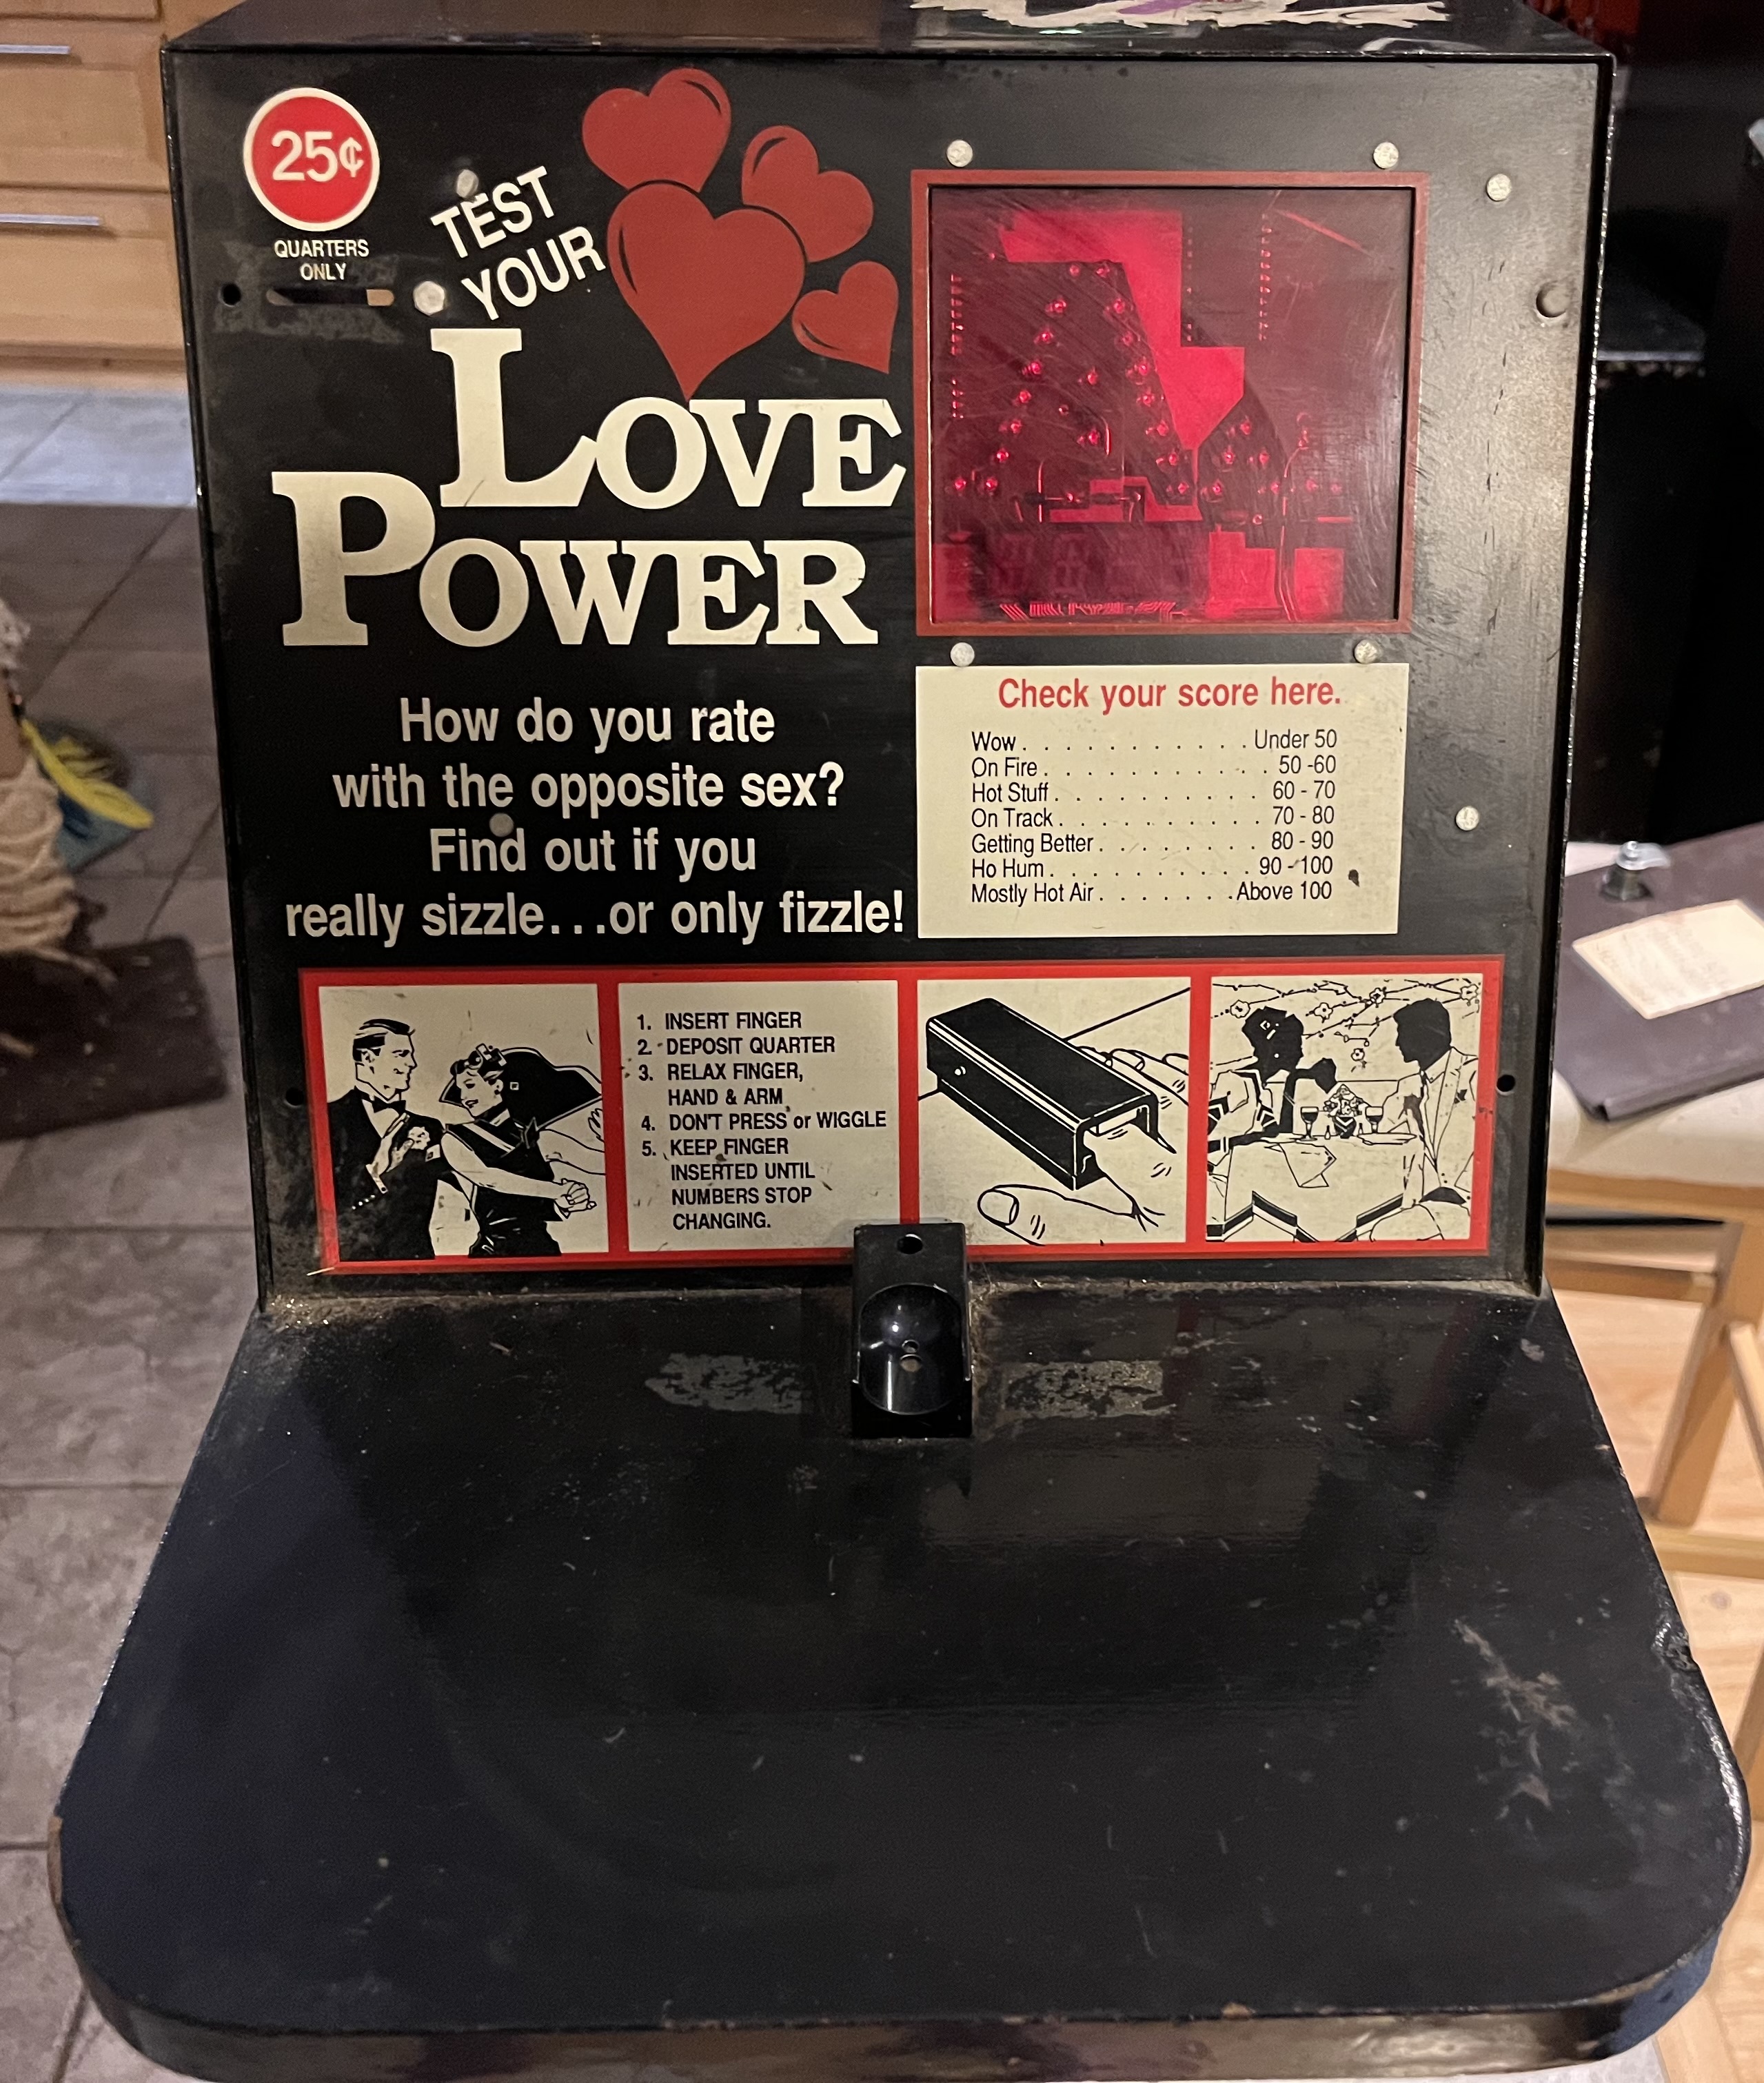 25¢
QUARTERS
ONLY
TEST
YOUR
LOVE
POWER
How do you rate
with the opposite sex?
Find out if you
really sizzle...or only fizzle!
Check your score here.
Wow . . . . . . . . . . . Under 50
On Fire . . . . . . . . . . . 50 -60
Hot Stuff . . . . . . . . . . 60 - 70
On Track . . . . . . . . . . 70 - 80
Getting Better . . . . . . . . 80 - 90
Ho Hum . . . . . . . . . . 90 - 100
Mostly Hot Air . . . . . . . Above 100
1. INSERT FINGER
2. DEPOSIT QUARTER
3. RELAX FINGER,
HAND & ARM
4. DON'T PRESS or WIGGLE
5. KEEP FINGER
INSERTED UNTIL
NUMBERS STOP
CHANGING.